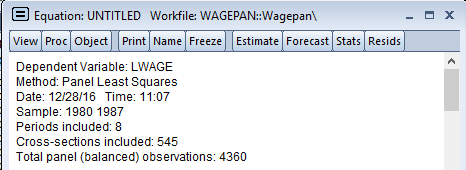 Equation: UNTITLED Workfile: WAGEPAN::Wagepan\
View Proc Object Print Name Freeze Estimate Forecast Stats Resids
Dependent Variable: LWAGE
Method: Panel Least Squares
Date: 12/28/16 Time: 11:07
Sample: 1980 1987
Periods included: 8
Cross-sections included: 545
Total panel (balanced) observations: 4360